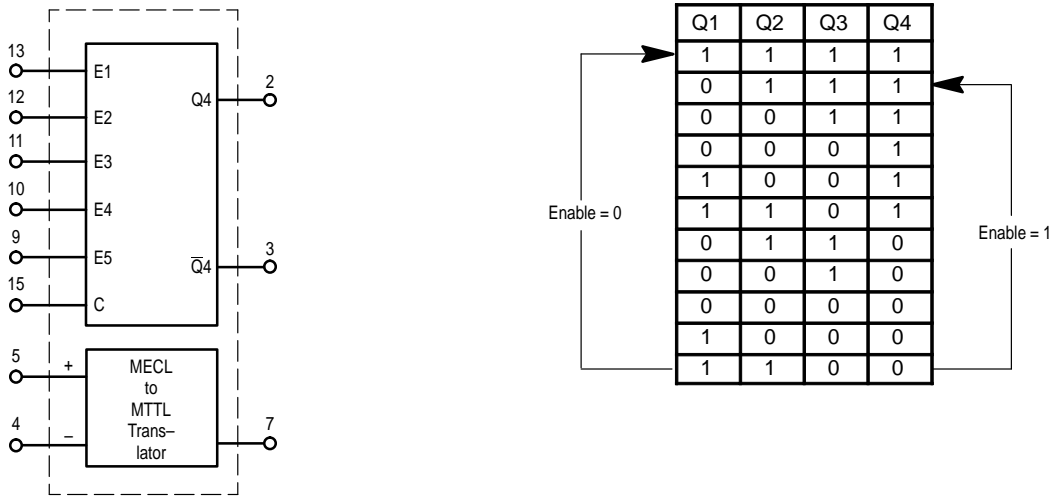 13
E1
12
E2
11
E3
10
E4
9
E5
15
C
Q4
2
Q̅4
3
5
+
4
–
MECL
to
MTTL
Trans–
lator
7
Q1 Q2 Q3 Q4
1 1 1 1
0 1 1 1
0 0 1 1
0 0 0 1
1 0 0 1
1 1 0 1
0 1 1 0
0 0 1 0
0 0 0 0
1 0 0 0
1 1 0 0
Enable = 0
Enable = 1